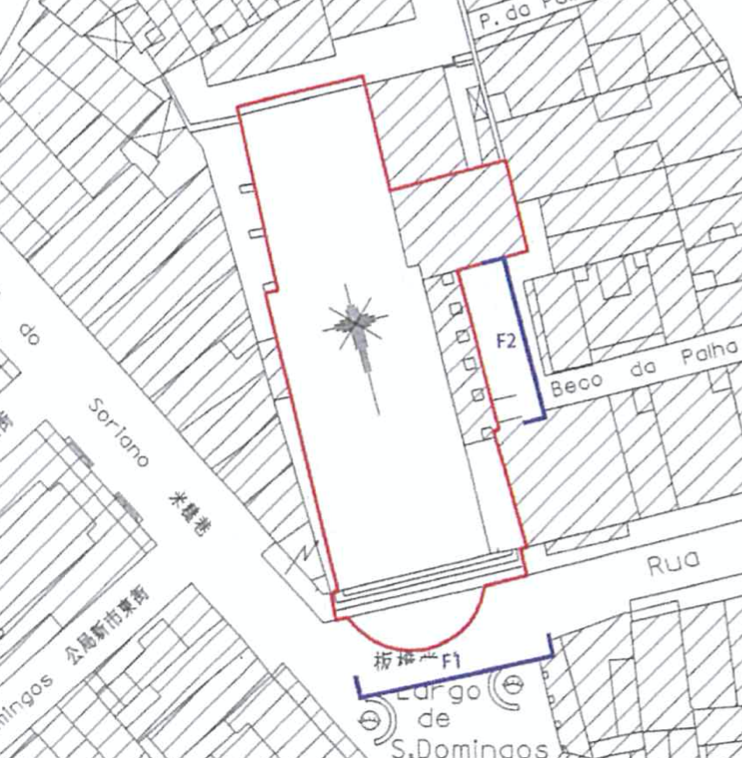 P. da Pa
do
Soriano
米糙巷
F2
Beco da Palha
Rua
公局新市東街
mingos
板樟堂
F1
Largo
de
S.Domingos